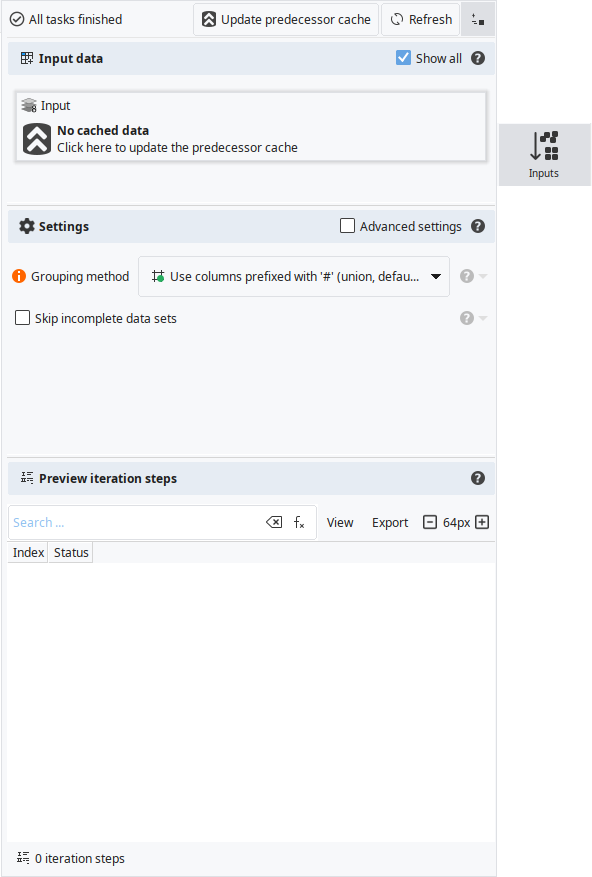 All tasks finished
Update predecessor cache
Refresh
Input data
Show all
Input
No cached data
Click here to update the predecessor cache
Inputs
Settings
Advanced settings
Grouping method
Use columns prefixed with '#' (union, defau...
Skip incomplete data sets
Preview iteration steps
Search ...
View
Export
64px
Index
Status
0 iteration steps